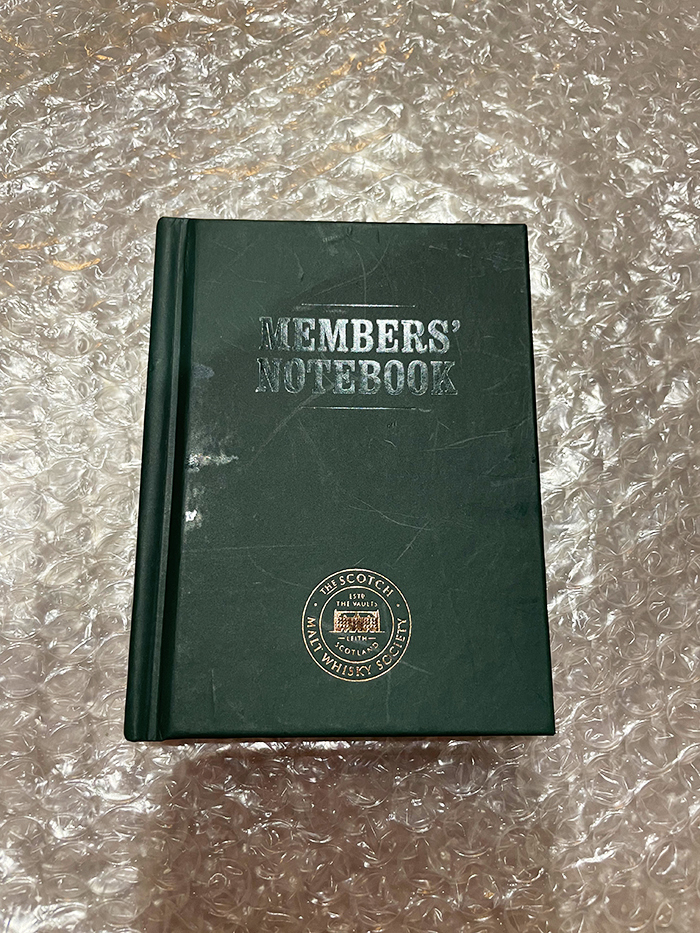 MEMBERS'
NOTEBOOK
THE SCOTCH
MALT WHISKY SOCIETY
ESTD
THE VAULTS
LEITH
SCOTLAND